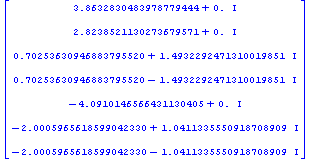 3.8632830483978779444 + 0. I
2.8238521130273679571 + 0. I
0.70253630946883795520 + 1.4932292471310019851 I
0.70253630946883795520 - 1.4932292471310019851 I
-4.0910146566431130405 + 0. I
-2.0005965618599042330 + 1.0411335550918708909 I
-2.0005965618599042330 - 1.0411335550918708909 I